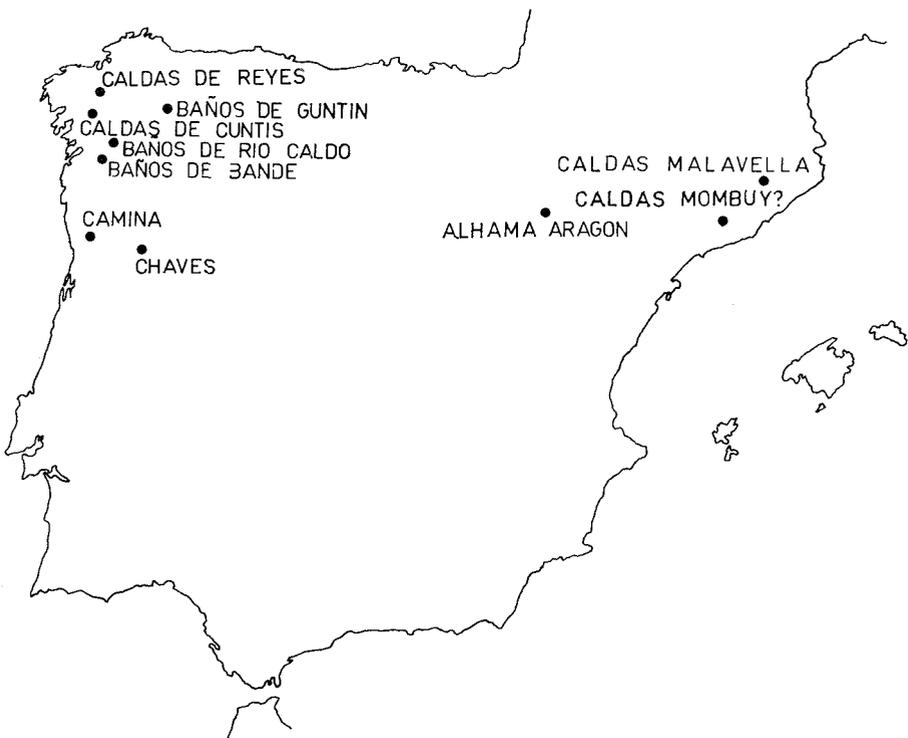 CALDAS DE REYES
BAÑOS DE GUNTIN
CALDAS DE CUNTIS
BAÑOS DE RIO CALDO
BAÑOS DE BANDE
CALDAS MALAVELLA
CALDAS MOMBUY?
CAMINA
ALHAMA ARAGON
CHAVES